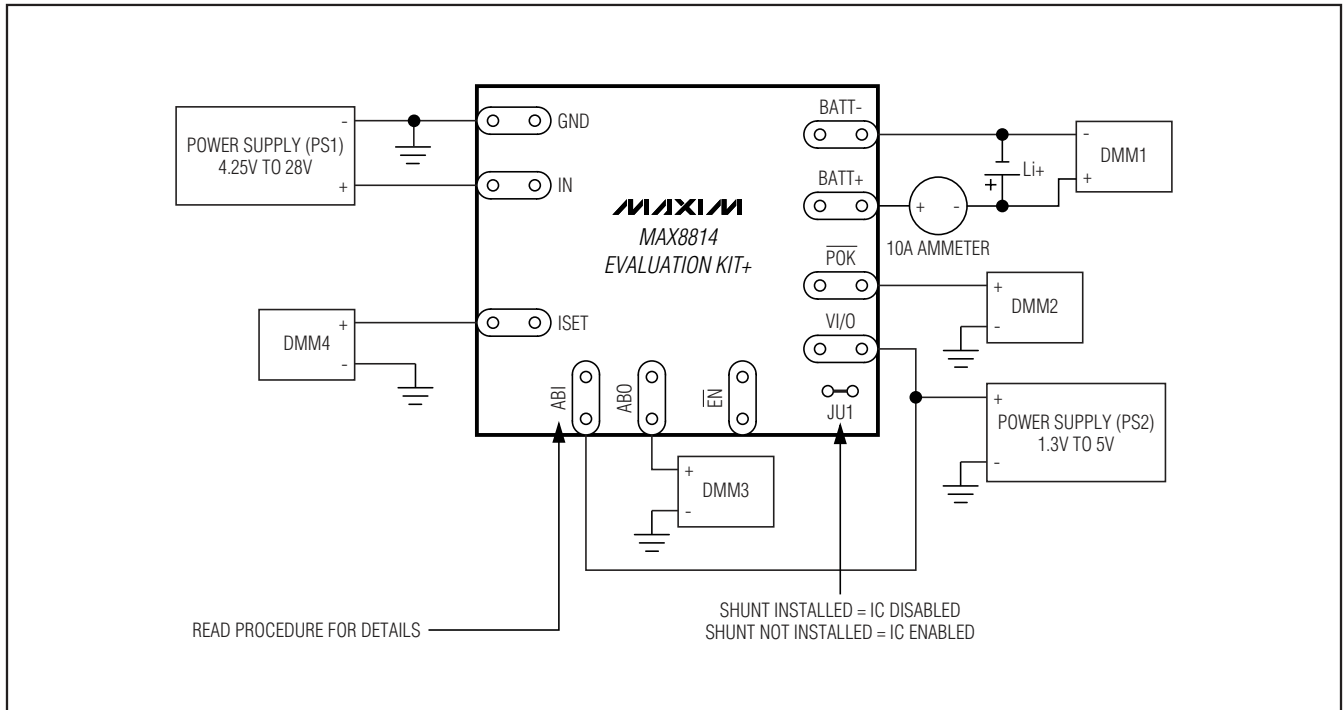 POWER SUPPLY (PS1)
4.25V TO 28V
-
+
GND
IN
MAXIM
MAX8814
EVALUATION KIT+
BATT-
BATT+
+
-
10A AMMETER
+
Li+
-
+
DMM1
POK
+
-
DMM2
VI/O
DMM4
+
-
ISET
ABI
ABO
EN
JU1
+
-
DMM3
+
-
POWER SUPPLY (PS2)
1.3V TO 5V
READ PROCEDURE FOR DETAILS
SHUNT INSTALLED = IC DISABLED
SHUNT NOT INSTALLED = IC ENABLED